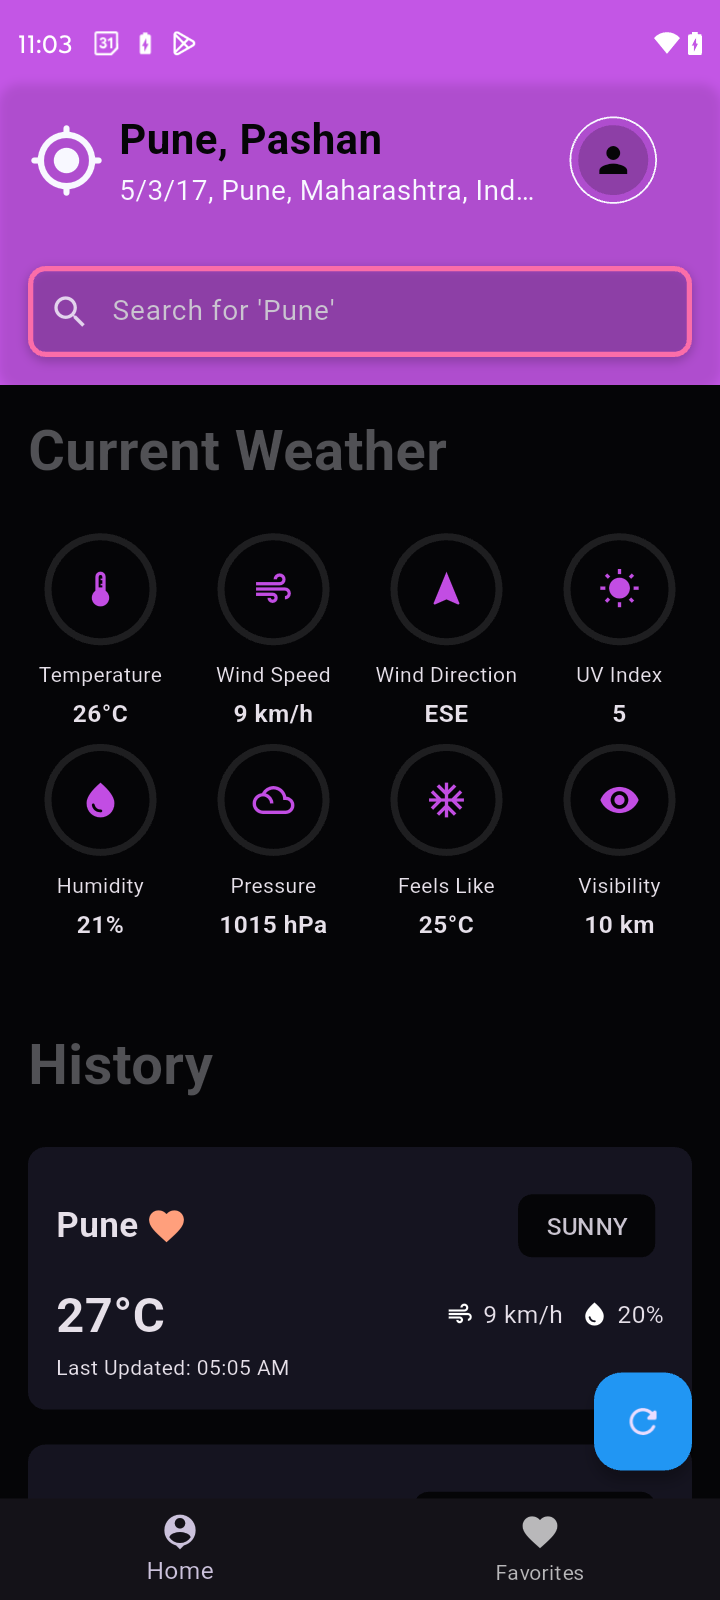 11:03
31
Pune, Pashan
5/3/17, Pune, Maharashtra, Ind...
Search for 'Pune'
Current Weather
Temperature Wind Speed Wind Direction UV Index
26°C 9 km/h ESE 5
Humidity Pressure Feels Like Visibility
21% 1015 hPa 25°C 10 km
History
Pune SUNNY
27°C 9 km/h 20%
Last Updated: 05:05 AM
Home Favorites